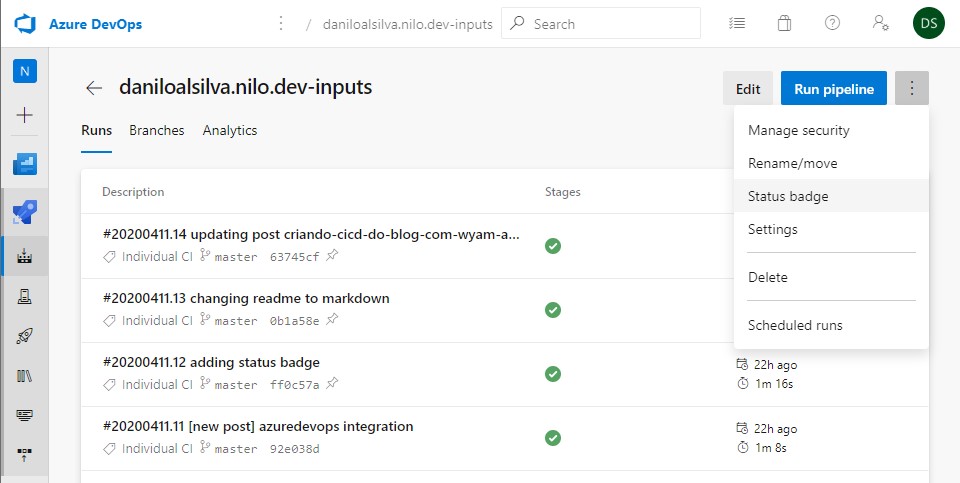 Azure DevOps
/ daniloalsilva.nilo.dev-inputs
Search
DS
N
daniloalsilva.nilo.dev-inputs
Edit
Run pipeline
Runs
Branches
Analytics
Manage security
Rename/move
Status badge
Settings
Delete
Scheduled runs
Description
Stages
#20200411.14 updating post criando-cicd-do-blog-com-wyam-a...
Individual CI master 63745cf
#20200411.13 changing readme to markdown
Individual CI master 0b1a58e
#20200411.12 adding status badge
Individual CI master ff0c57a
22h ago
1m 16s
#20200411.11 [new post] azuredevops integration
Individual CI master 92e038d
22h ago
1m 8s